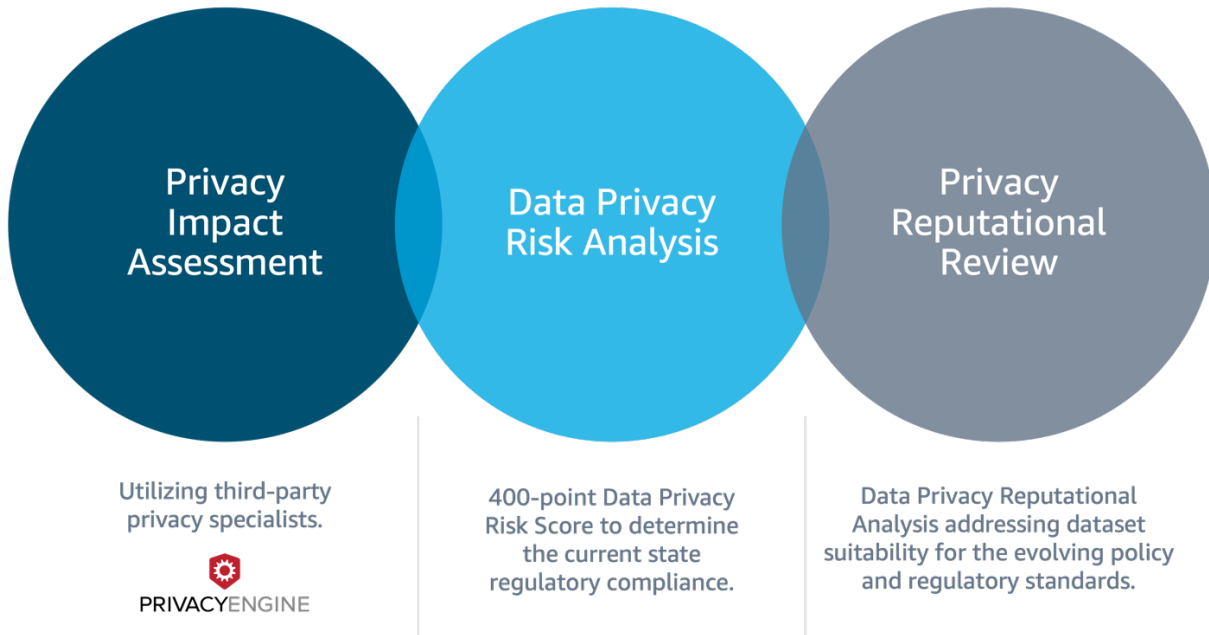 Privacy
Impact
Assessment
Data Privacy
Risk Analysis
Privacy
Reputational
Review
Utilizing third-party
privacy specialists.
PRIVACYENGINE
400-point Data Privacy
Risk Score to determine
the current state
regulatory compliance.
Data Privacy Reputational
Analysis addressing dataset
suitability for the evolving policy
and regulatory standards.